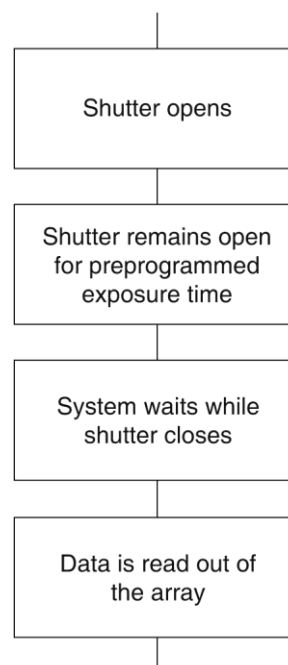 Shutter opens
Shutter remains open
for preprogrammed
exposure time
System waits while
shutter closes
Data is read out of
the array